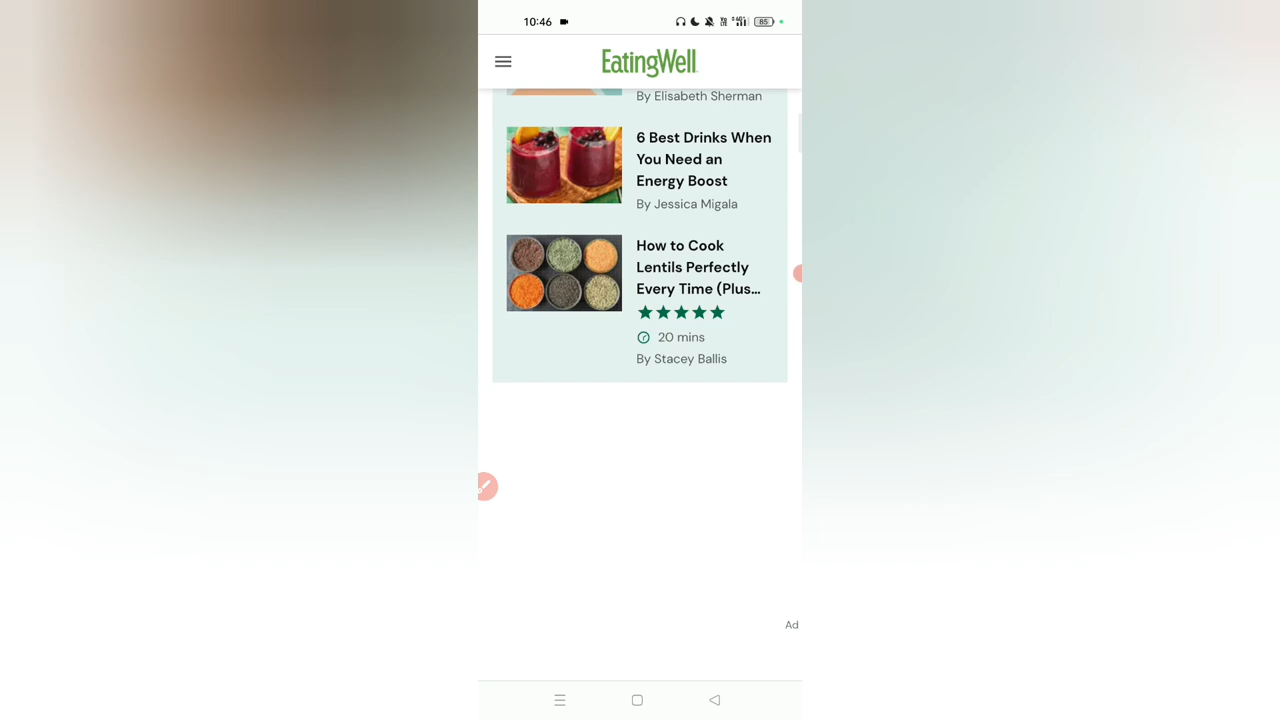 10:46
85
EatingWell
By Elisabeth Sherman
6 Best Drinks When
You Need an
Energy Boost
By Jessica Migala
How to Cook
Lentils Perfectly
Every Time (Plus...
20 mins
By Stacey Ballis
Ad